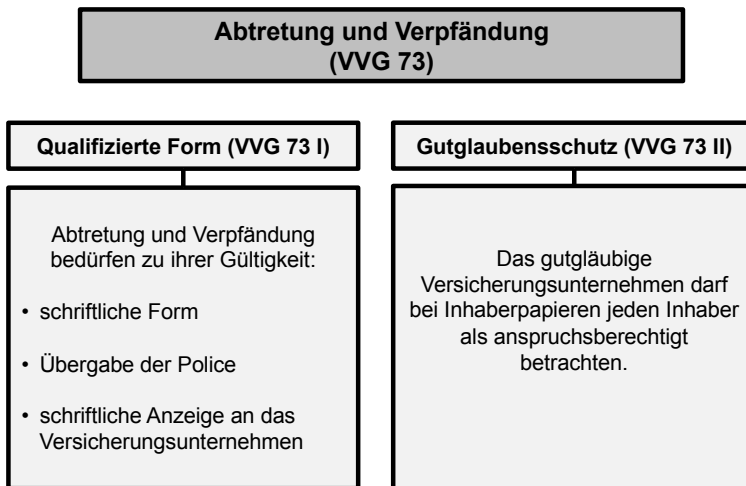 Abtretung und Verpfändung
(VVG 73)
Qualifizierte Form (VVG 73 I)
Abtretung und Verpfändung
bedürfen zu ihrer Gültigkeit:
• schriftliche Form
• Übergabe der Police
• schriftliche Anzeige an das
Versicherungsunternehmen
Gutglaubensschutz (VVG 73 II)
Das gutgläubige
Versicherungsunternehmen darf
bei Inhaberpapieren jeden Inhaber
als anspruchsberechtigt
betrachten.